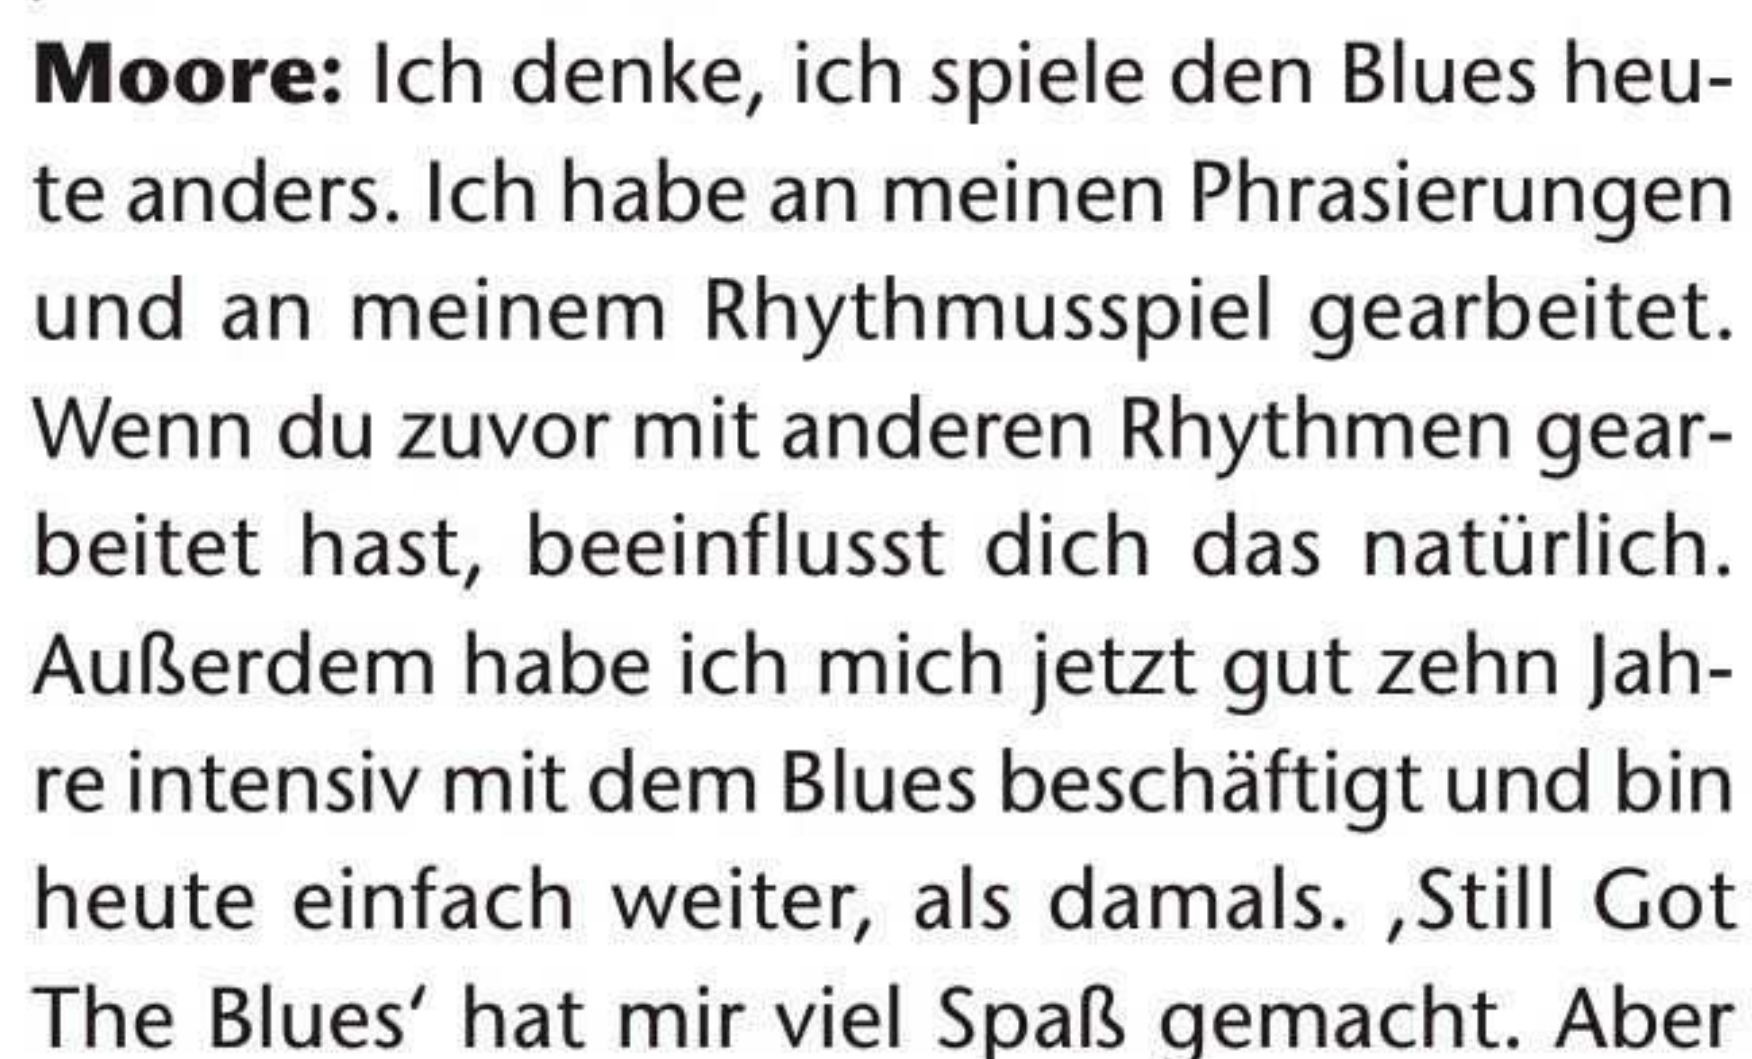 Moore: Ich denke, ich spiele den Blues heu-
te anders. Ich habe an meinen Phrasierungen
und an meinem Rhythmusspiel gearbeitet.
Wenn du zuvor mit anderen Rhythmen gear-
beitet hast, beeinflusst dich das natürlich.
Außerdem habe ich mich jetzt gut zehn Jah-
re intensiv mit dem Blues beschäftigt und bin
heute einfach weiter, als damals. ‚Still Got
The Blues‘ hat mir viel Spaß gemacht. Aber